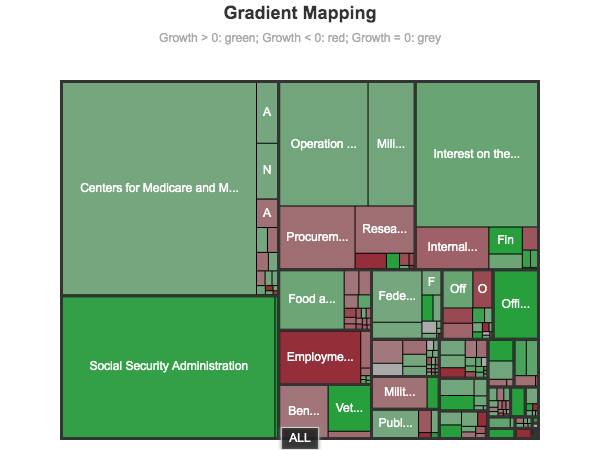 Gradient Mapping
Growth > 0: green; Growth < 0: red; Growth = 0: grey
A
Operation ...
Mili...
Interest on the...
N
Centers for Medicare and M...
A
Procurem...
Resea...
Internal...
Fin
Food a...
Fede...
F
Off
O
Offi...
Social Security Administration
Employme...
Ben...
Vet...
Milit...
Publ...
ALL